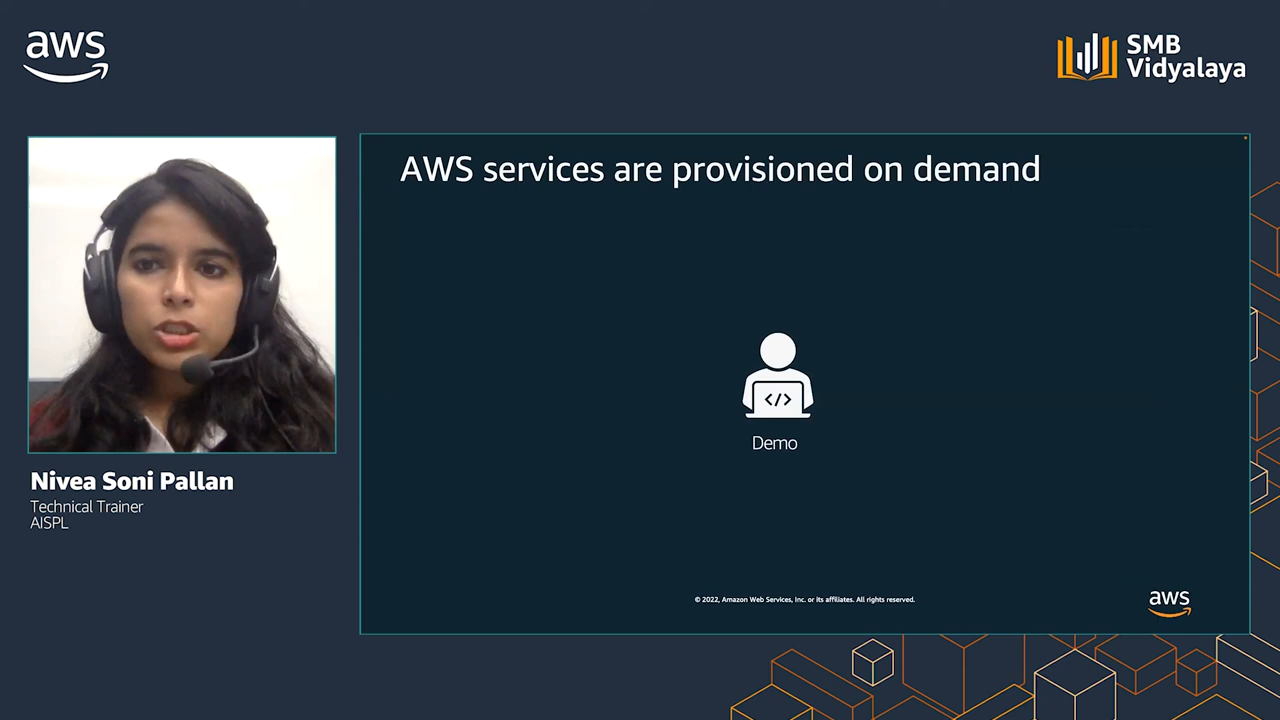 aws
SMB
Vidyalaya
AWS services are provisioned on demand
</>
Demo
Nivea Soni Pallan
Technical Trainer
AISPL
© 2022, Amazon Web Services, Inc. or its affiliates. All rights reserved.
aws